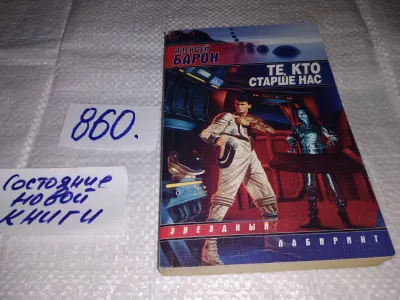 АЛЕКСЕЙ
БАРОН
ТЕ, КТО
СТАРШЕ НАС
860.
Состояние
новой
книги
ЗВЕЗДНЫЙ
ЛАБИРИНТ